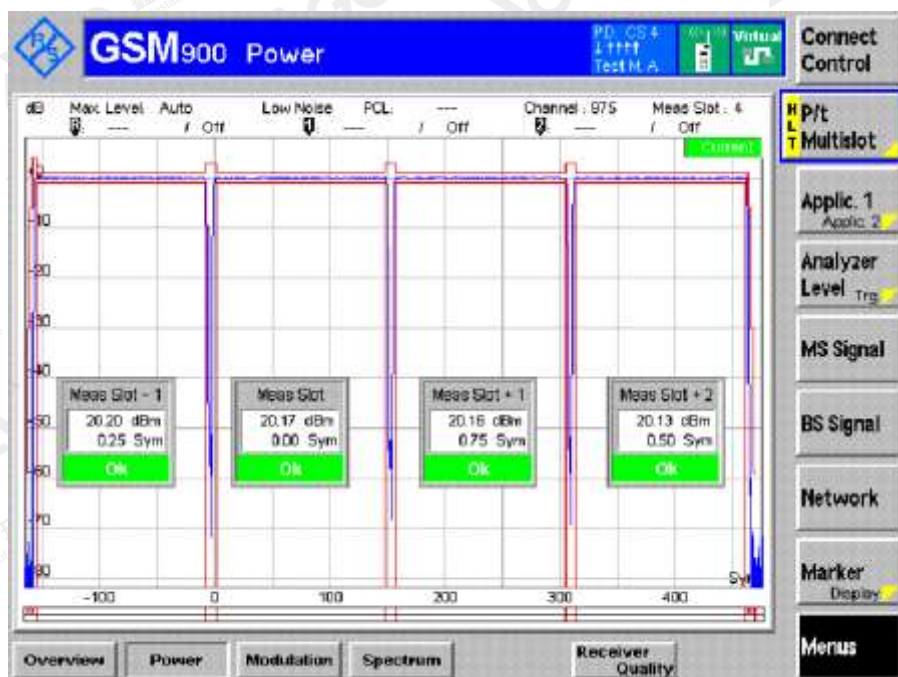 R S GSM900 Power
PD: CS4
Test M. A
Virtual
Connect Control
dB Max. Level Auto Low Noise PCL: --- Channel : 975 Meas Slot : 4
--- / Off 1 --- / Off 2 --- / Off
Current
HLT P/t Multislot
Applic. 1
Applic. 2
Analyzer Level Trg
MS Signal
BS Signal
Network
Marker
Display
Menus
-10
-20
-40
-50
-60
-70
-80
Meas Slot - 1
20.20 dBm
0.25 Sym
Ok
Meas Slot
20.17 dBm
0.00 Sym
Ok
Meas Slot + 1
20.16 dBm
0.75 Sym
Ok
Meas Slot + 2
20.13 dBm
0.50 Sym
Ok
-100 0 100 200 300 400
Overview Power Modulation Spectrum Receiver Quality